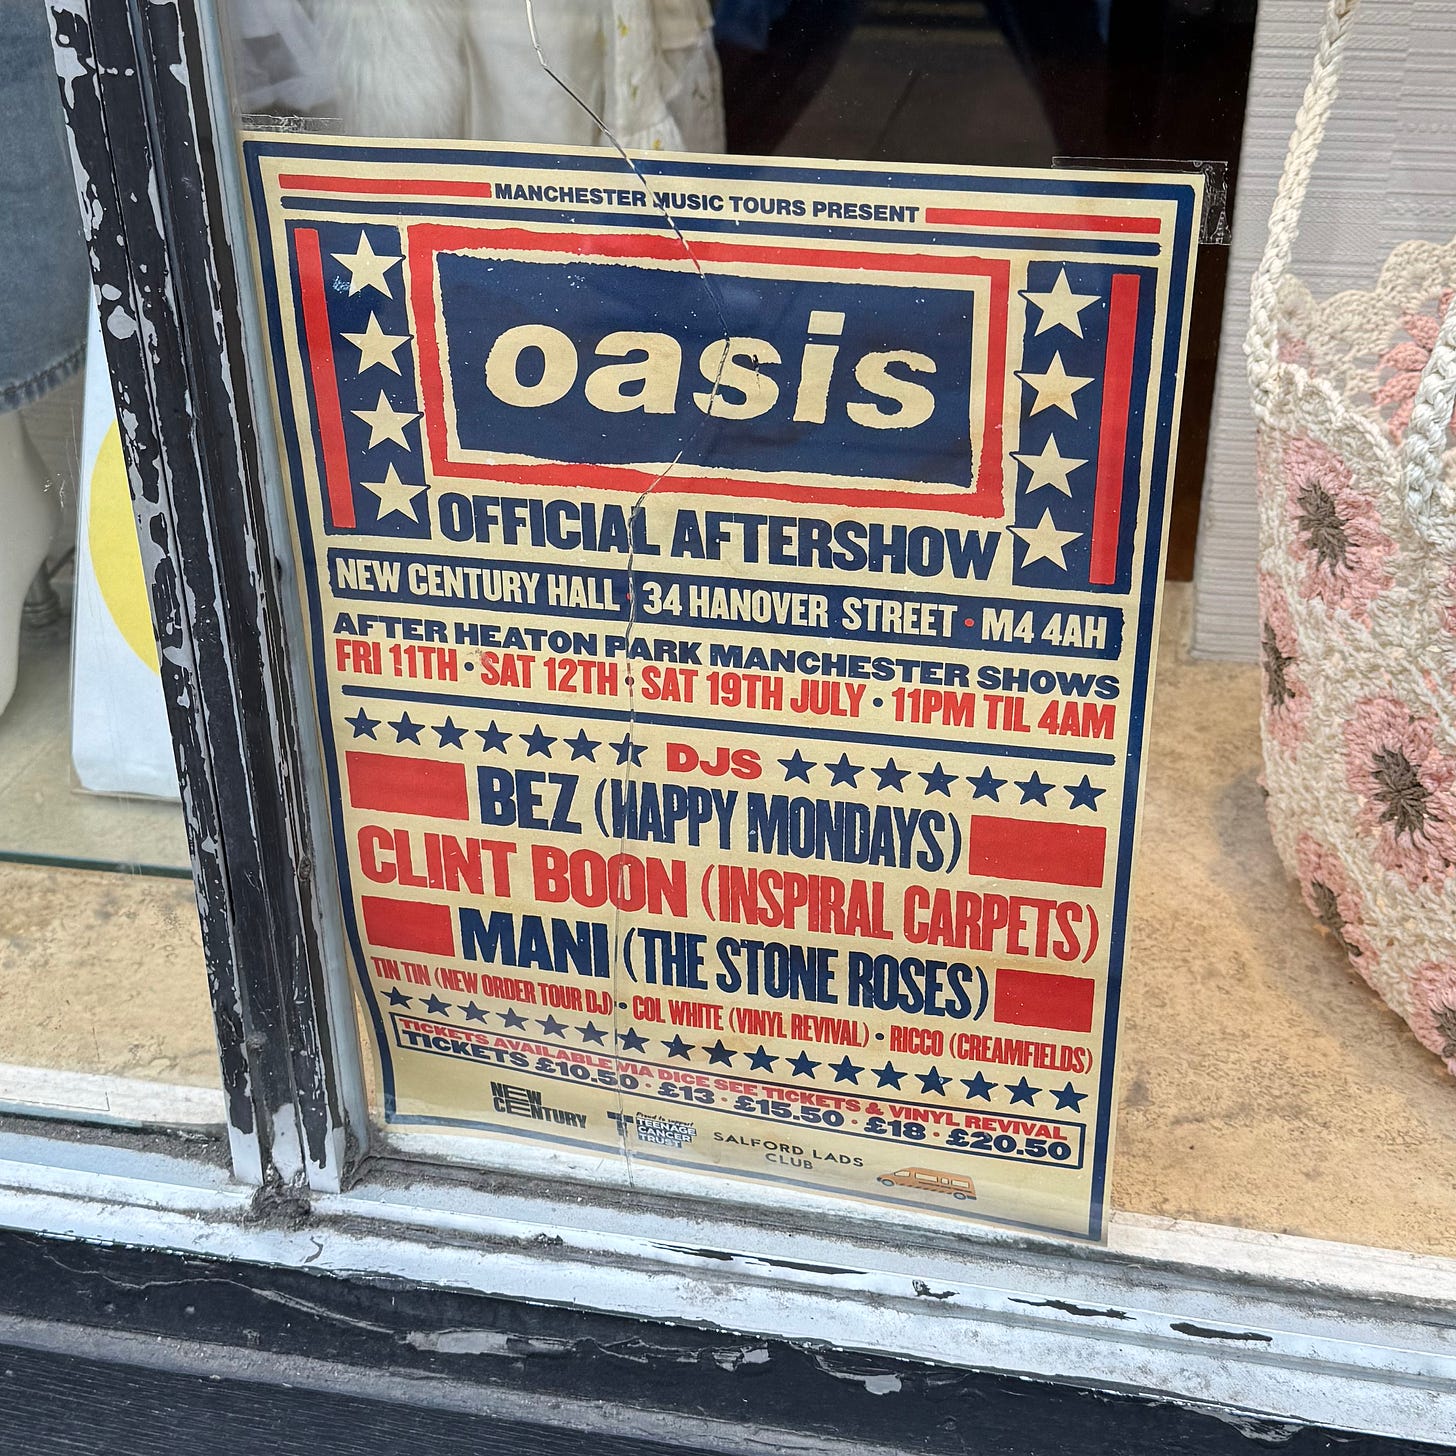 MANCHESTER MUSIC TOURS PRESENT
oasis
OFFICIAL AFTERSHOW
NEW CENTURY HALL • 34 HANOVER STREET • M4 4AH
AFTER HEATON PARK MANCHESTER SHOWS
FRI 11TH • SAT 12TH • SAT 19TH JULY • 11PM TIL 4AM
DJS
BEZ (HAPPY MONDAYS)
CLINT BOON (INSPIRAL CARPETS)
MANI (THE STONE ROSES)
TIN TIN (NEW ORDER TOUR DJ) • COL WHITE (VINYL REVIVAL) • RICCO (CREAMFIELDS)
TICKETS AVAILABLE VIA DICE SEE TICKETS & VINYL REVIVAL
TICKETS £10.50 • £13 • £15.50 • £18 • £20.50
NEW
CENTURY
Proud to support
TEENAGE
CANCER
TRUST
SALFORD LADS
CLUB